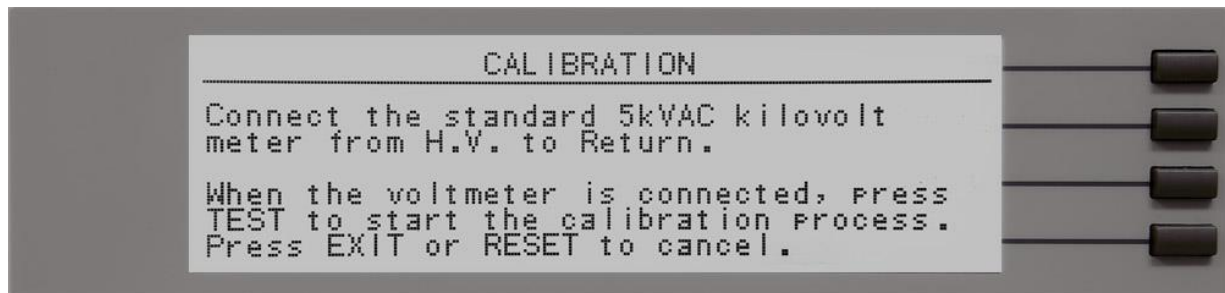 CALIBRATION
Connect the standard 5kVAC kilovolt
meter from H.V. to Return.
When the voltmeter is connected, press
TEST to start the calibration process.
Press EXIT or RESET to cancel.